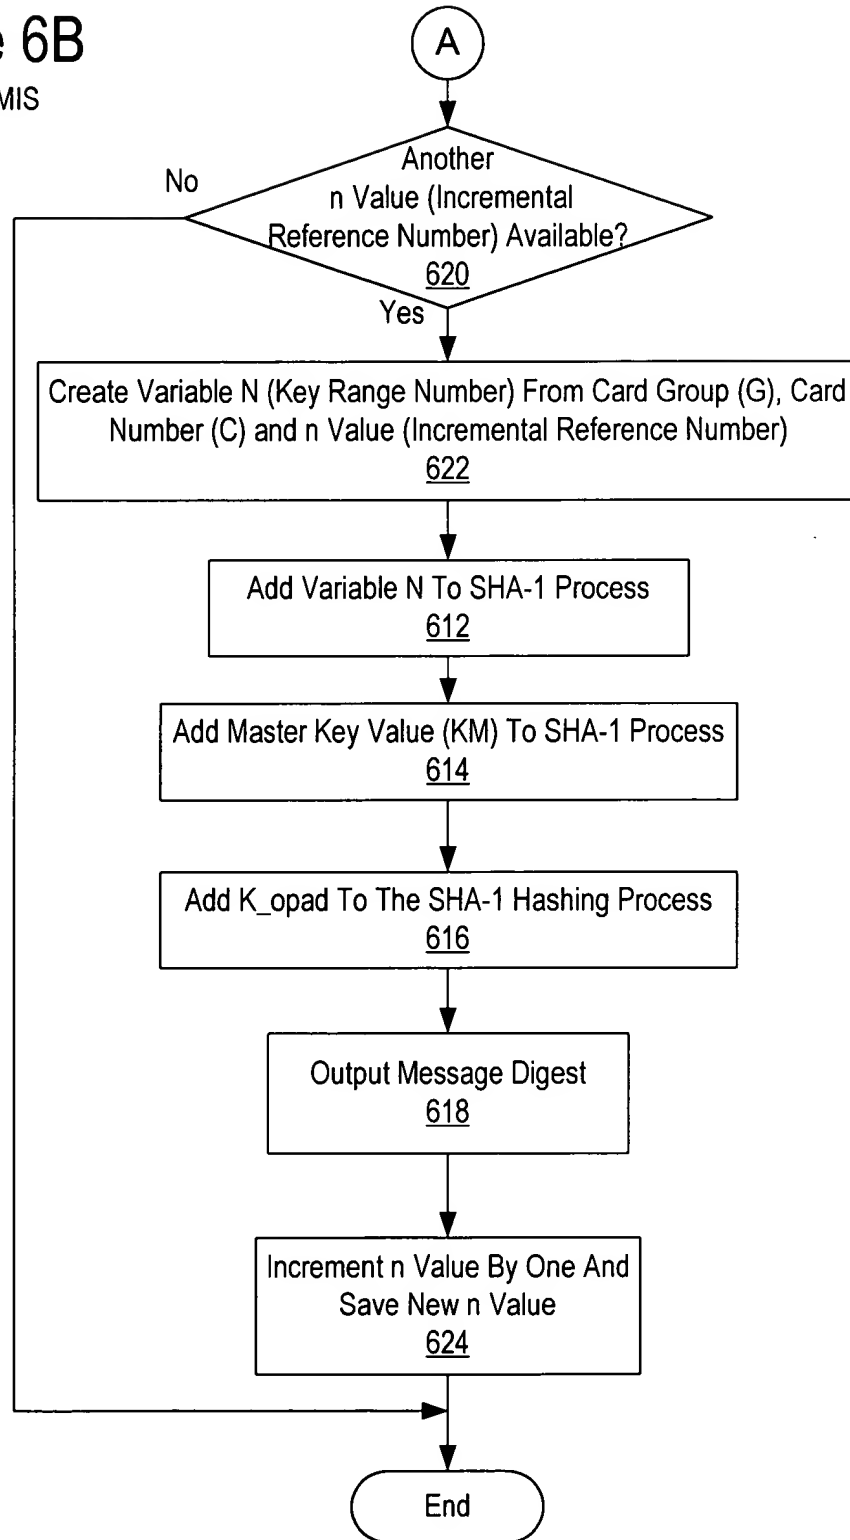 6B
MIS
A
Another
n Value (Incremental
Reference Number) Available?
620
No
Yes
Create Variable N (Key Range Number) From Card Group (G), Card
Number (C) and n Value (Incremental Reference Number)
622
Add Variable N To SHA-1 Process
612
Add Master Key Value (KM) To SHA-1 Process
614
Add K_opad To The SHA-1 Hashing Process
616
Output Message Digest
618
Increment n Value By One And
Save New n Value
624
End